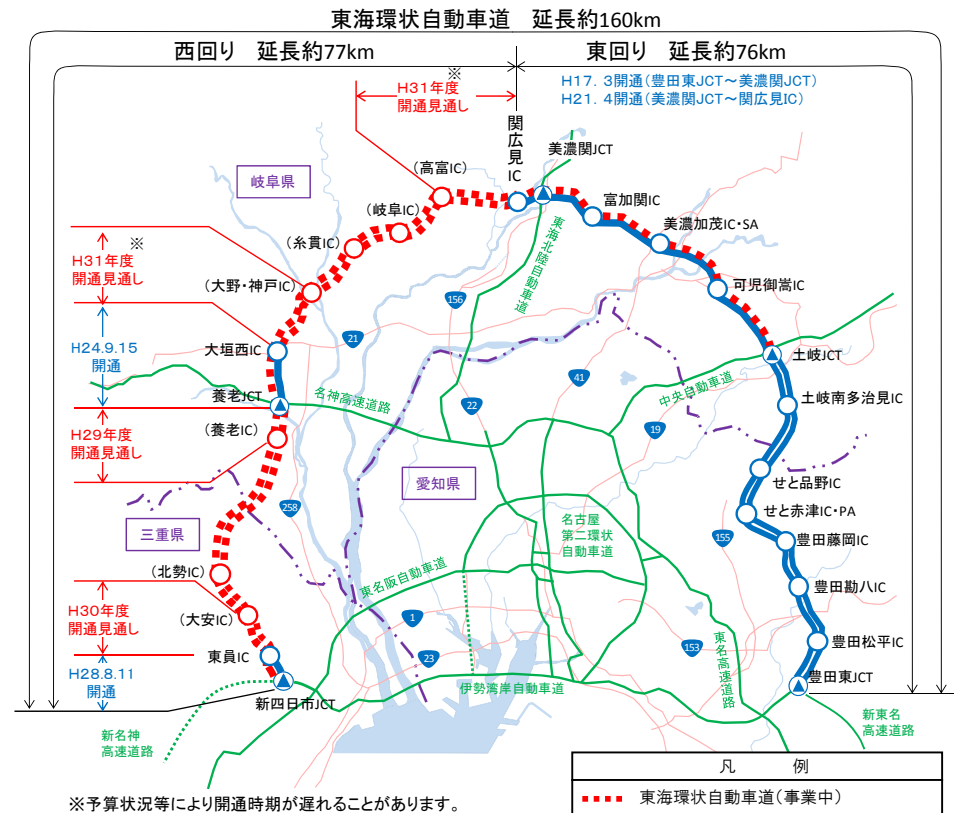 東海環状自動車道　延長約160km
西回り　延長約77km
東回り　延長約76km
※
H31年度
開通見通し
H17. 3開通(豊田東JCT～美濃関JCT)
H21. 4開通(美濃関JCT～関広見IC)
関広見
IC
美濃関JCT
(高富IC)
岐阜県
富加関IC
(岐阜IC)
美濃加茂IC・SA
(糸貫IC)
東海北陸自動車道
※
H31年度
開通見通し
(大野・神戸IC)
可児御嵩IC
156
21
H24.9.15
開通
大垣西IC
土岐JCT
41
中央自動車道
養老JCT
名神高速道路
22
土岐南多治見IC
19
H29年度
開通見通し
(養老IC)
せと品野IC
愛知県
258
せと赤津IC・PA
三重県
名古屋
第二環状
自動車道
155
豊田藤岡IC
(北勢IC)
東名阪自動車道
豊田勘八IC
H30年度
開通見通し
(大安IC)
1
東員IC
23
153
東名高速道路
豊田松平IC
H28.8.11
開通
豊田東JCT
伊勢湾岸自動車道
新四日市JCT
新名神
高速道路
新東名
高速道路
凡　例
東海環状自動車道(事業中)
※予算状況等により開通時期が遅れることがあります。